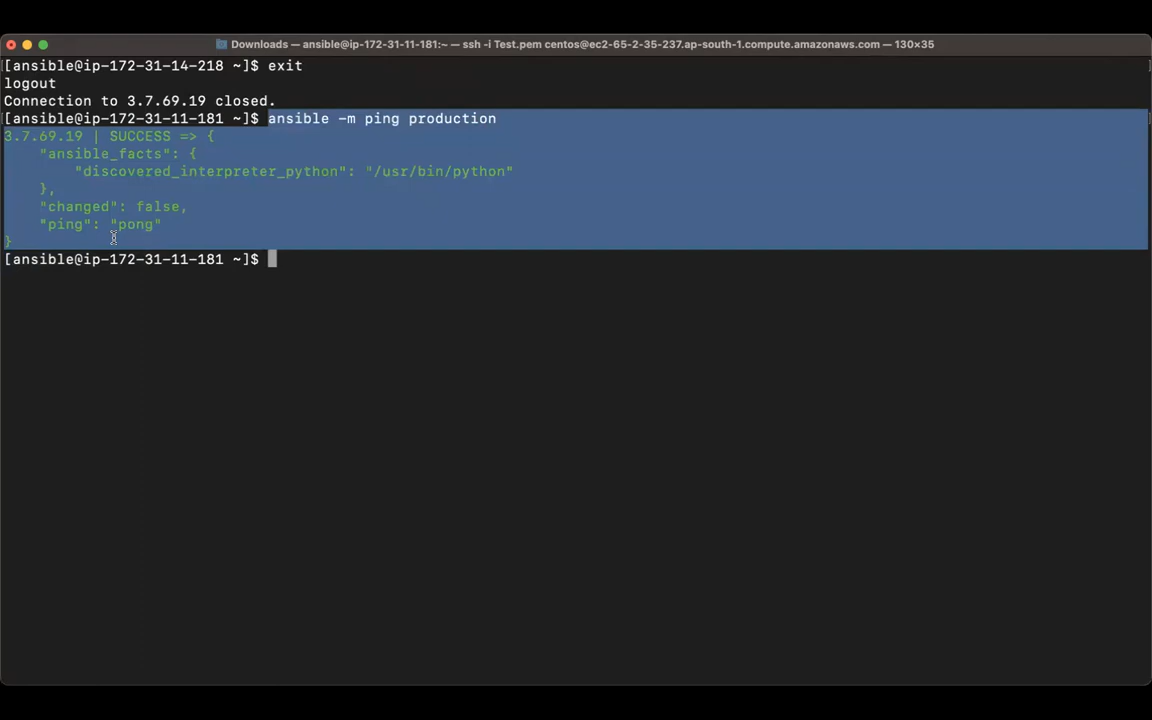 Downloads — ansible@ip-172-31-11-181:~ — ssh -i Test.pem centos@ec2-65-2-35-237.ap-south-1.compute.amazonaws.com — 130×35
[ansible@ip-172-31-14-218 ~]$ exit
logout
Connection to 3.7.69.19 closed.
[ansible@ip-172-31-11-181 ~]$ ansible -m ping production
3.7.69.19 | SUCCESS => {
    "ansible_facts": {
        "discovered_interpreter_python": "/usr/bin/python"
    },
    "changed": false,
    "ping": "pong"
}
[ansible@ip-172-31-11-181 ~]$